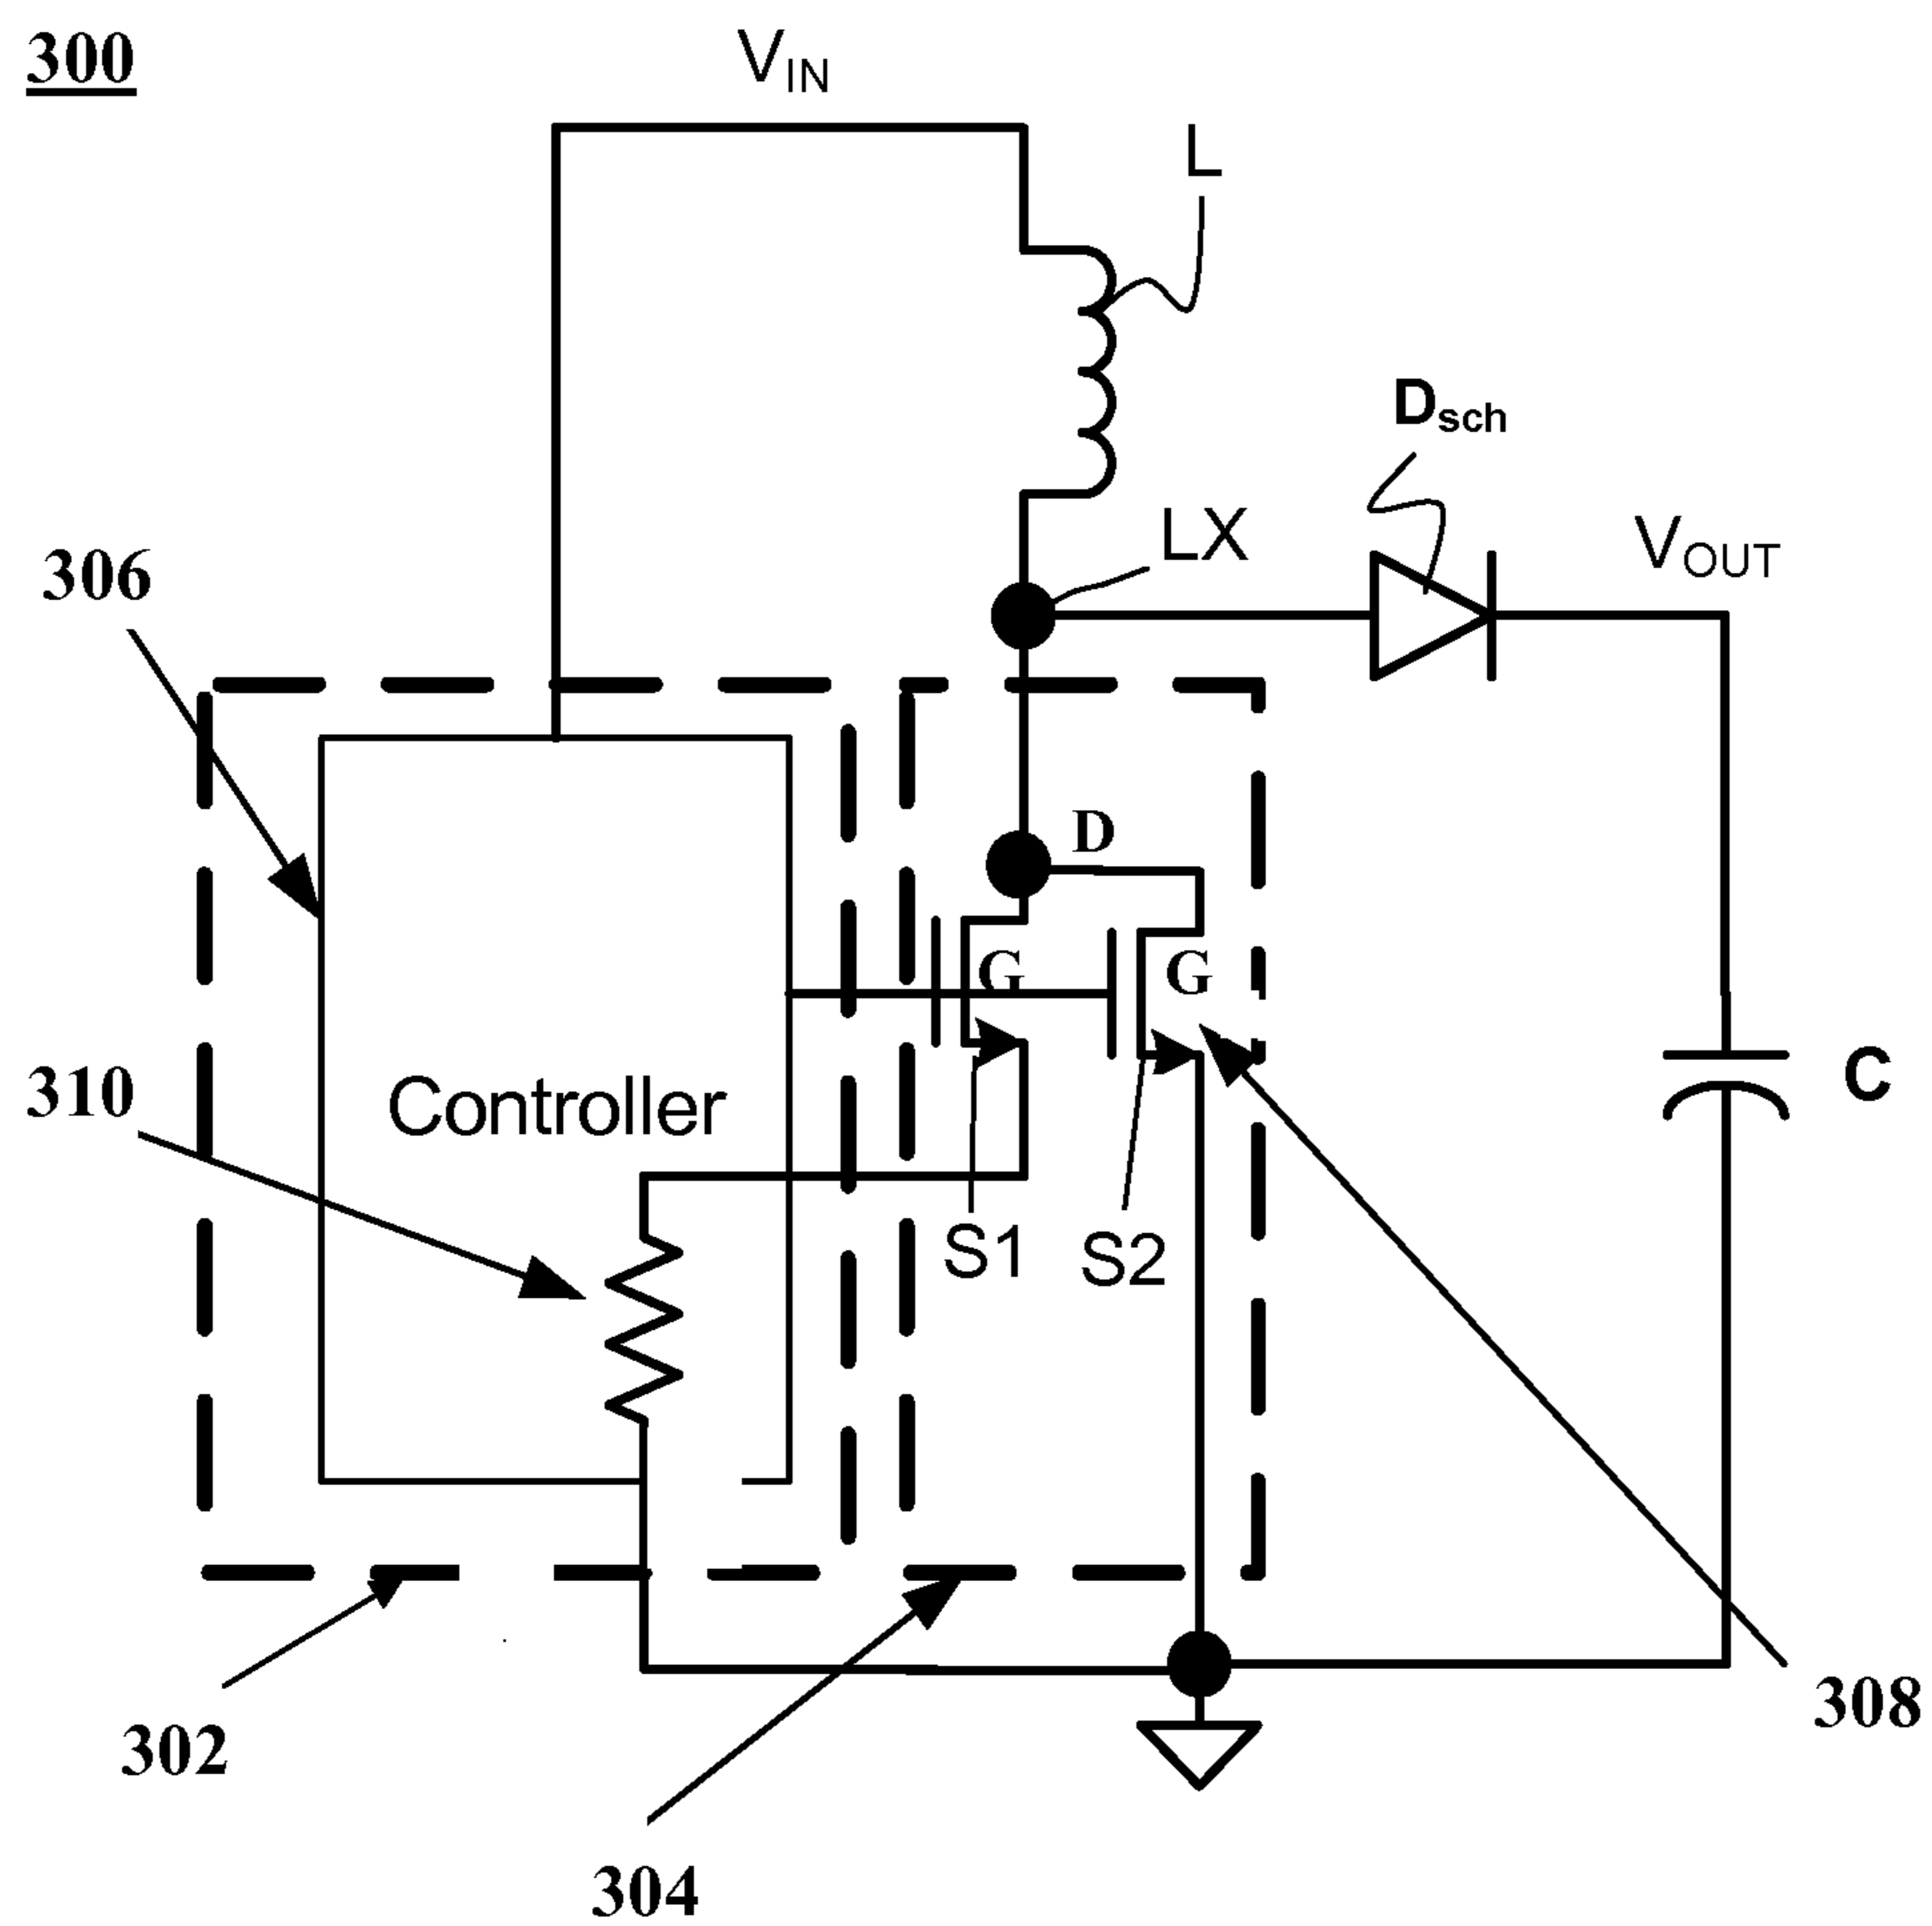 300
VIN
L
Dsch
LX
VOUT
306
D
G
G
310
Controller
C
S1
S2
302
308
304